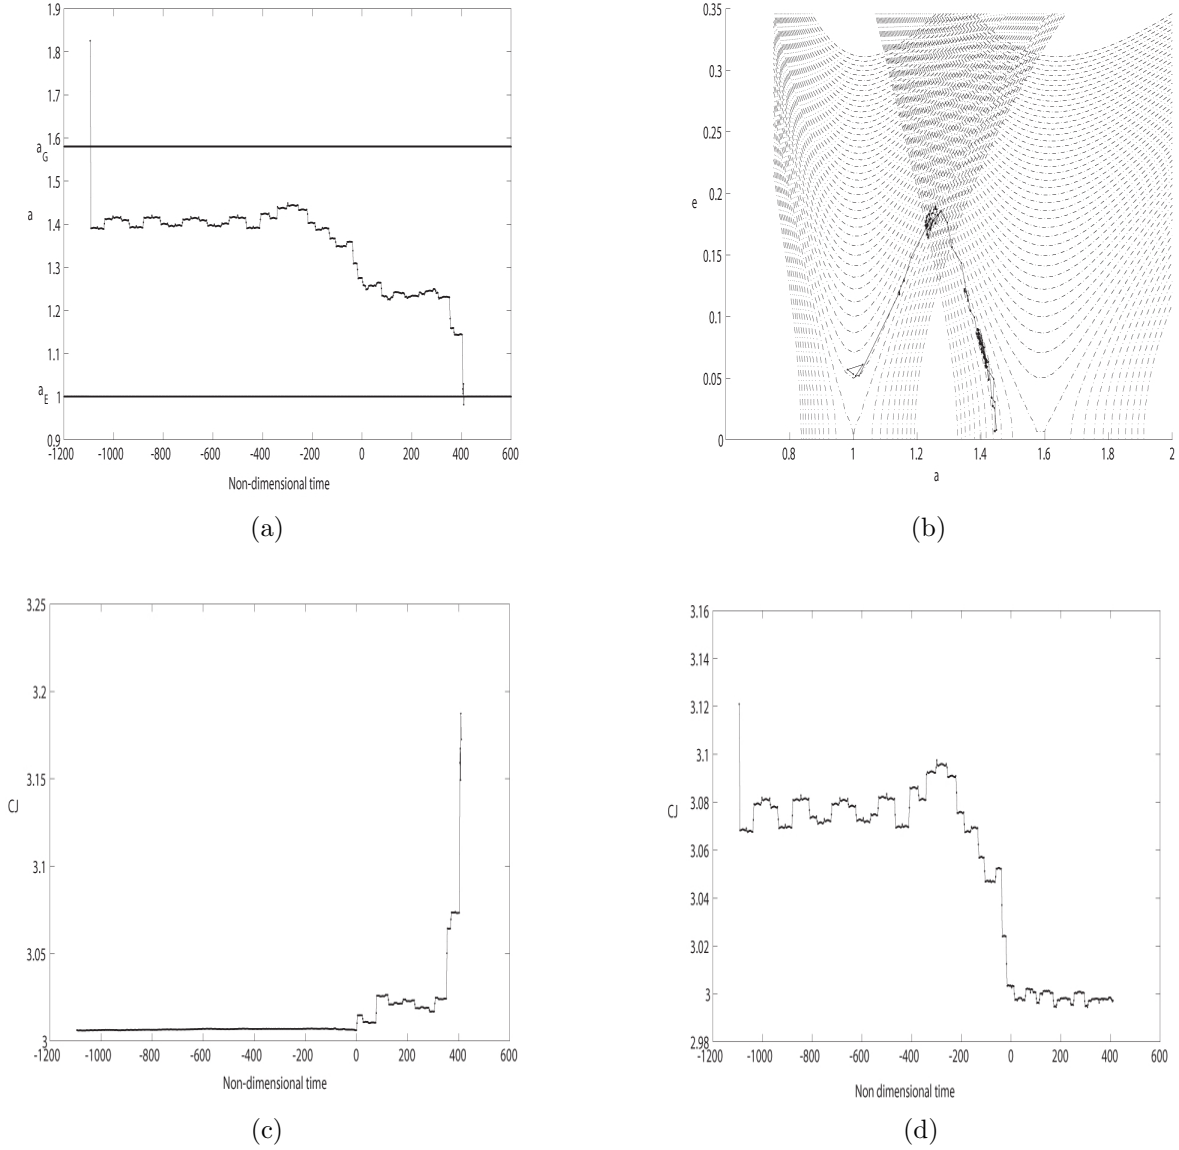 1.9
1.8
1.7
1.6
a_G
1.5
a
1.4
1.3
1.2
1.1
a_E 1
0.9
-1200 -1000 -800 -600 -400 -200 0 200 400 600
Non-dimensional time
(a)
0.35
0.3
0.25
0.2
e
0.15
0.1
0.05
0
0.8 1 1.2 1.4 1.6 1.8 2
a
(b)
3.25
3.2
3.15
CJ
3.1
3.05
3
-1200 -1000 -800 -600 -400 -200 0 200 400 600
Non-dimensional time
(c)
3.16
3.14
3.12
3.1
CJ 3.08
3.06
3.04
3.02
3
2.98
-1200 -1000 -800 -600 -400 -200 0 200 400 600
Non dimensional time
(d)